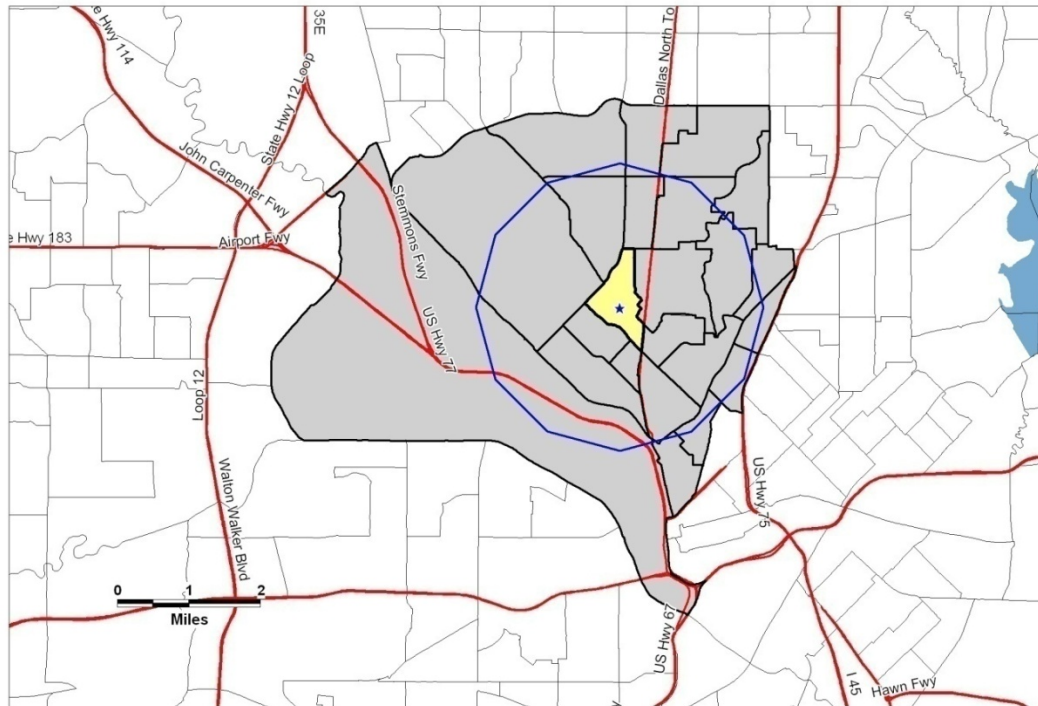 e Hwy 114
35E
Dallas North To
State Hwy 12 Loop
John Carpenter Fwy
Stemmons Fwy
e Hwy 183
Airport Fwy
US Hwy 77
Loop 12
Walton Walker Blvd
US Hwy 75
0 1 2
Miles
US Hwy 67
I 45
Hawn Fwy